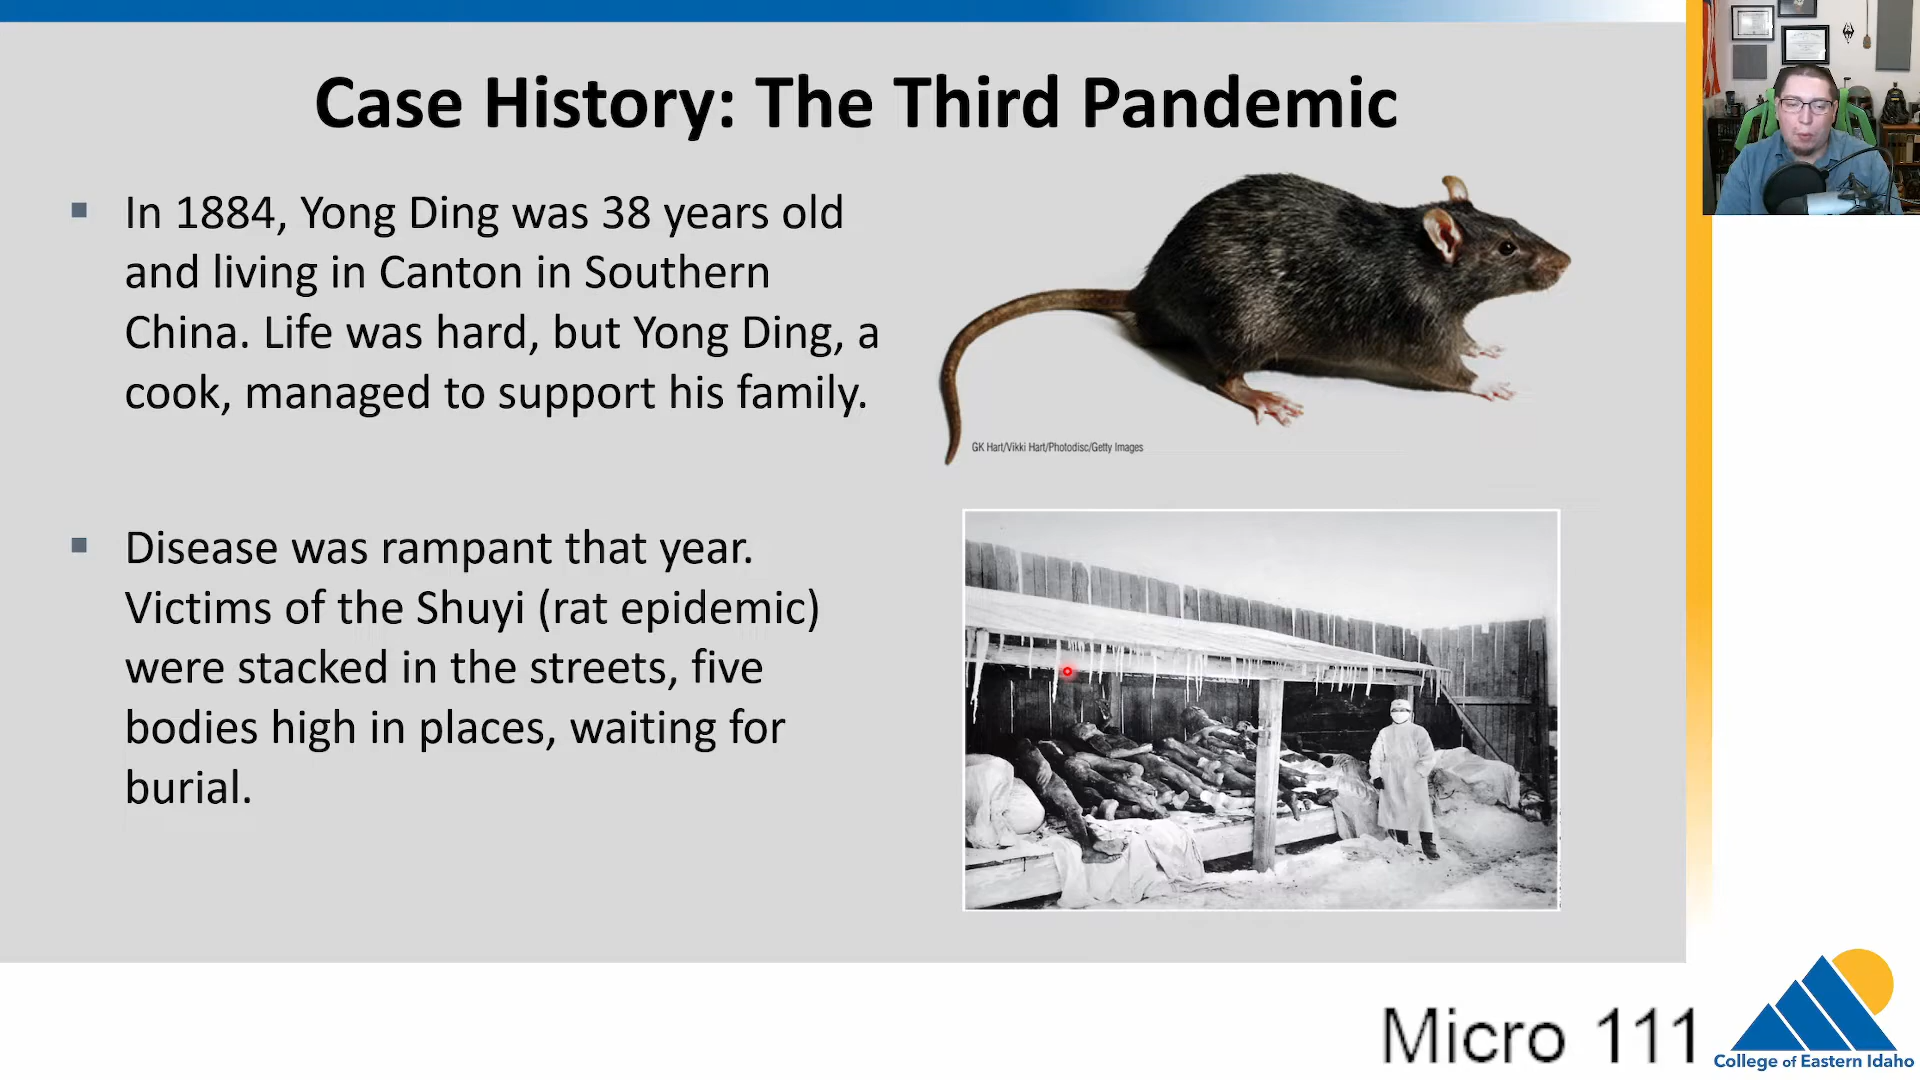 Case History: The Third Pandemic
▪ In 1884, Yong Ding was 38 years old
and living in Canton in Southern
China. Life was hard, but Yong Ding, a
cook, managed to support his family.
GK Hart/Vikki Hart/Photodisc/Getty Images
▪ Disease was rampant that year.
Victims of the Shuyi (rat epidemic)
were stacked in the streets, five
bodies high in places, waiting for
burial.
Micro 111
College of Eastern Idaho